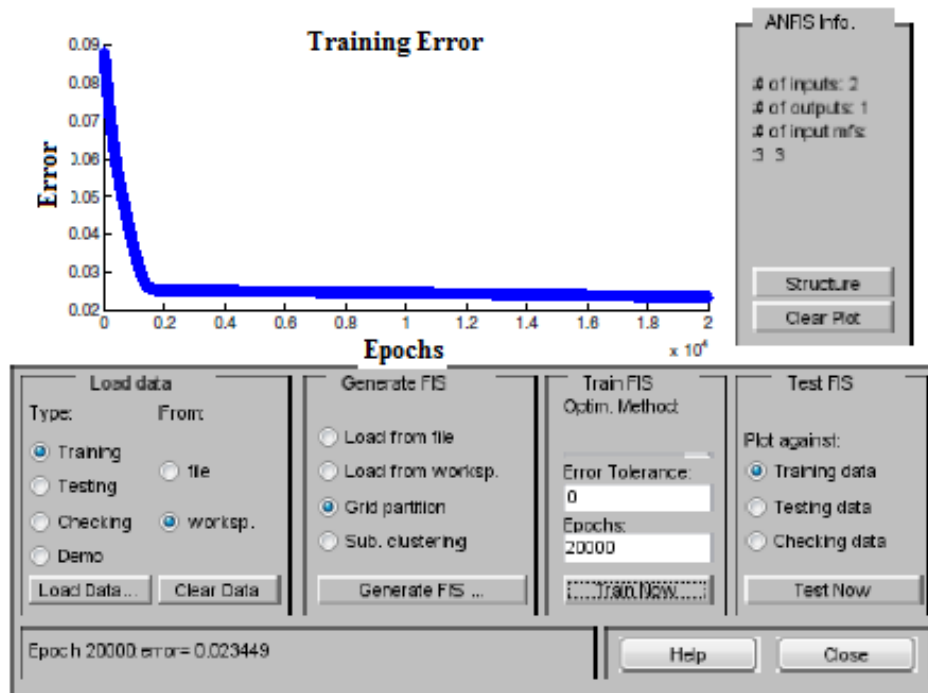 Training Error
0.09
0.08
0.07
0.06
0.05
0.04
0.03
0.02
Error
0 0.2 0.4 0.6 0.8 1 1.2 1.4 1.6 1.8 2
x 10⁴
Epochs
ANFIS Info.
# of inputs: 2
# of outputs: 1
# of input mfs:
3 3
Structure
Clear Plot
Load data
Type: From:
Training
Testing
Checking
Demo
file
worksp.
Load Data... Clear Data
Generate FIS
Load from file
Load from worksp.
Grid partition
Sub. clustering
Generate FIS ...
Train FIS
Optim. Method:
Error Tolerance:
0
Epochs:
20000
Train Now
Test FIS
Plot against:
Training data
Testing data
Checking data
Test Now
Epoch 20000:error= 0.023449
Help Close